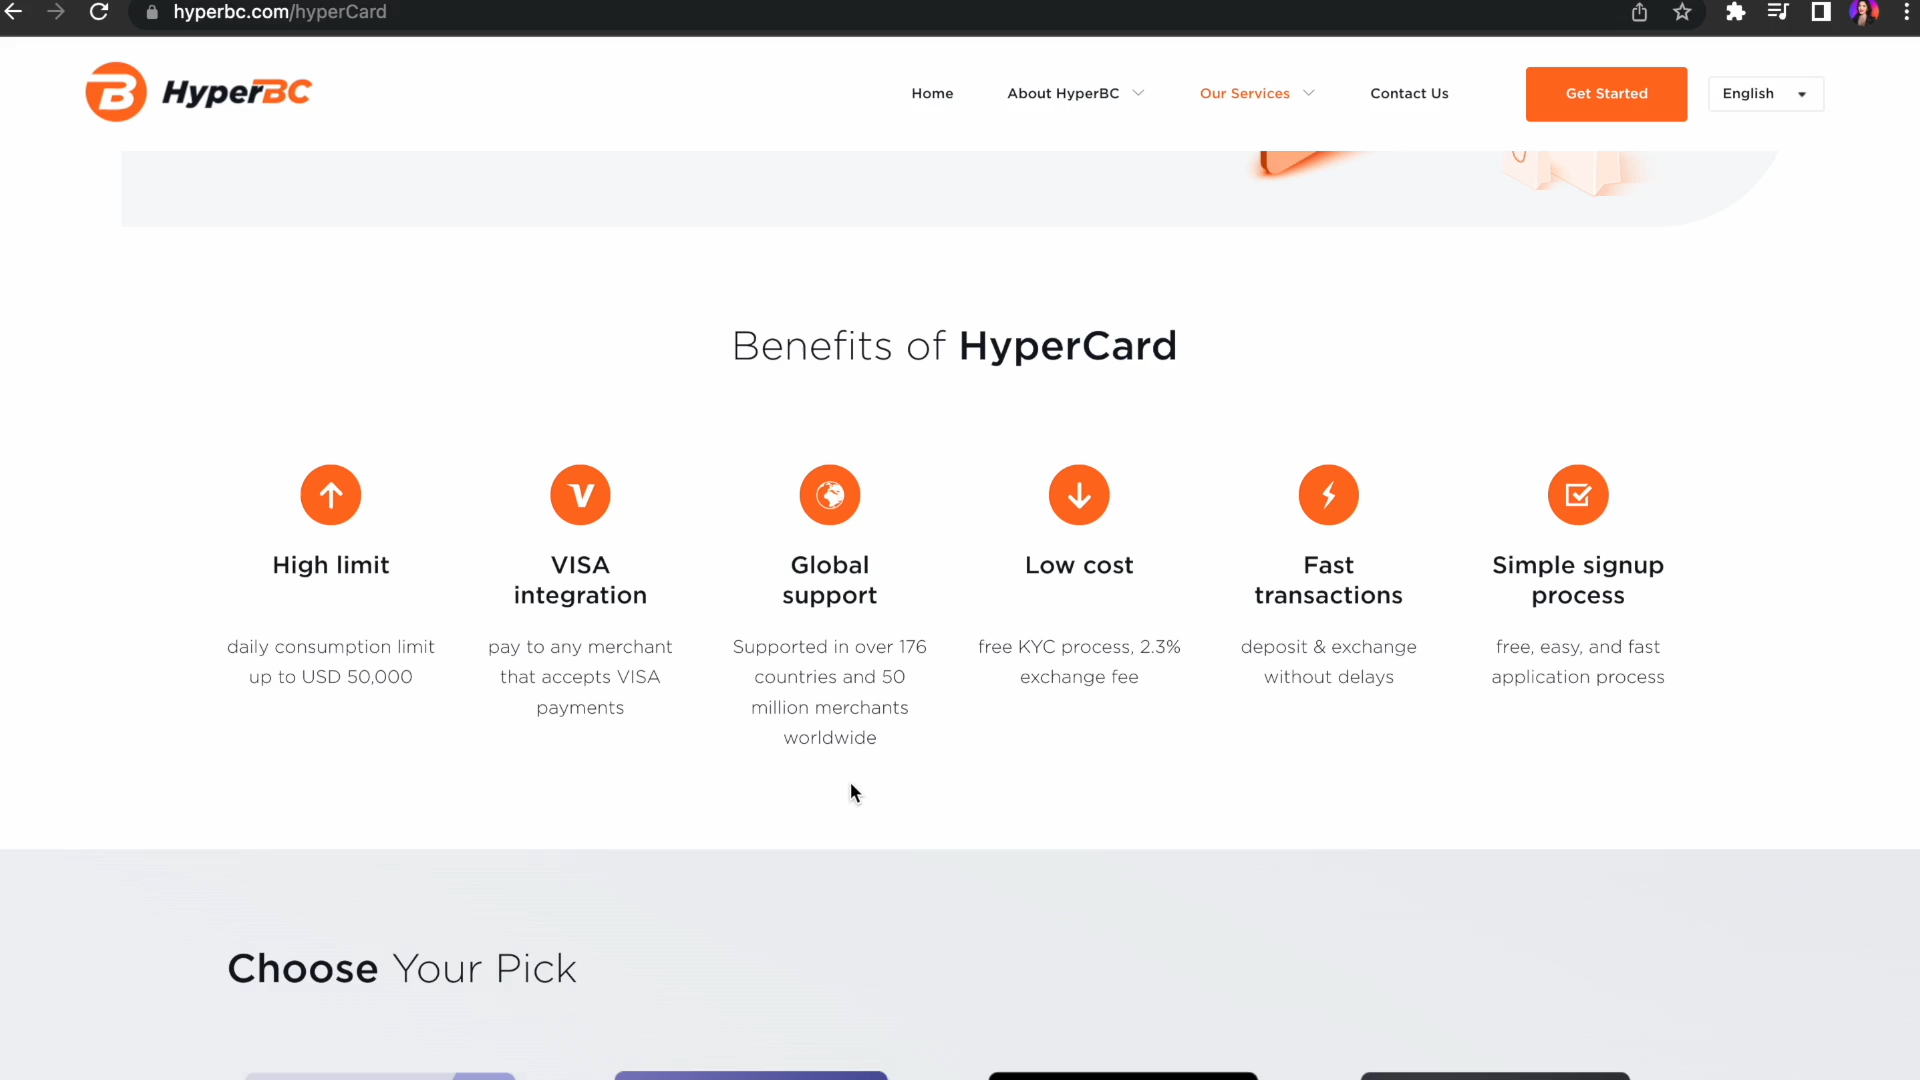 hyperbc.com/hyperCard
HyperBC
Home
About HyperBC
Our Services
Contact Us
Get Started
English
Benefits of HyperCard
High limit
daily consumption limit
up to USD 50,000
VISA
integration
pay to any merchant
that accepts VISA
payments
Global
support
Supported in over 176
countries and 50
million merchants
worldwide
Low cost
free KYC process, 2.3%
exchange fee
Fast
transactions
deposit & exchange
without delays
Simple signup
process
free, easy, and fast
application process
Choose Your Pick